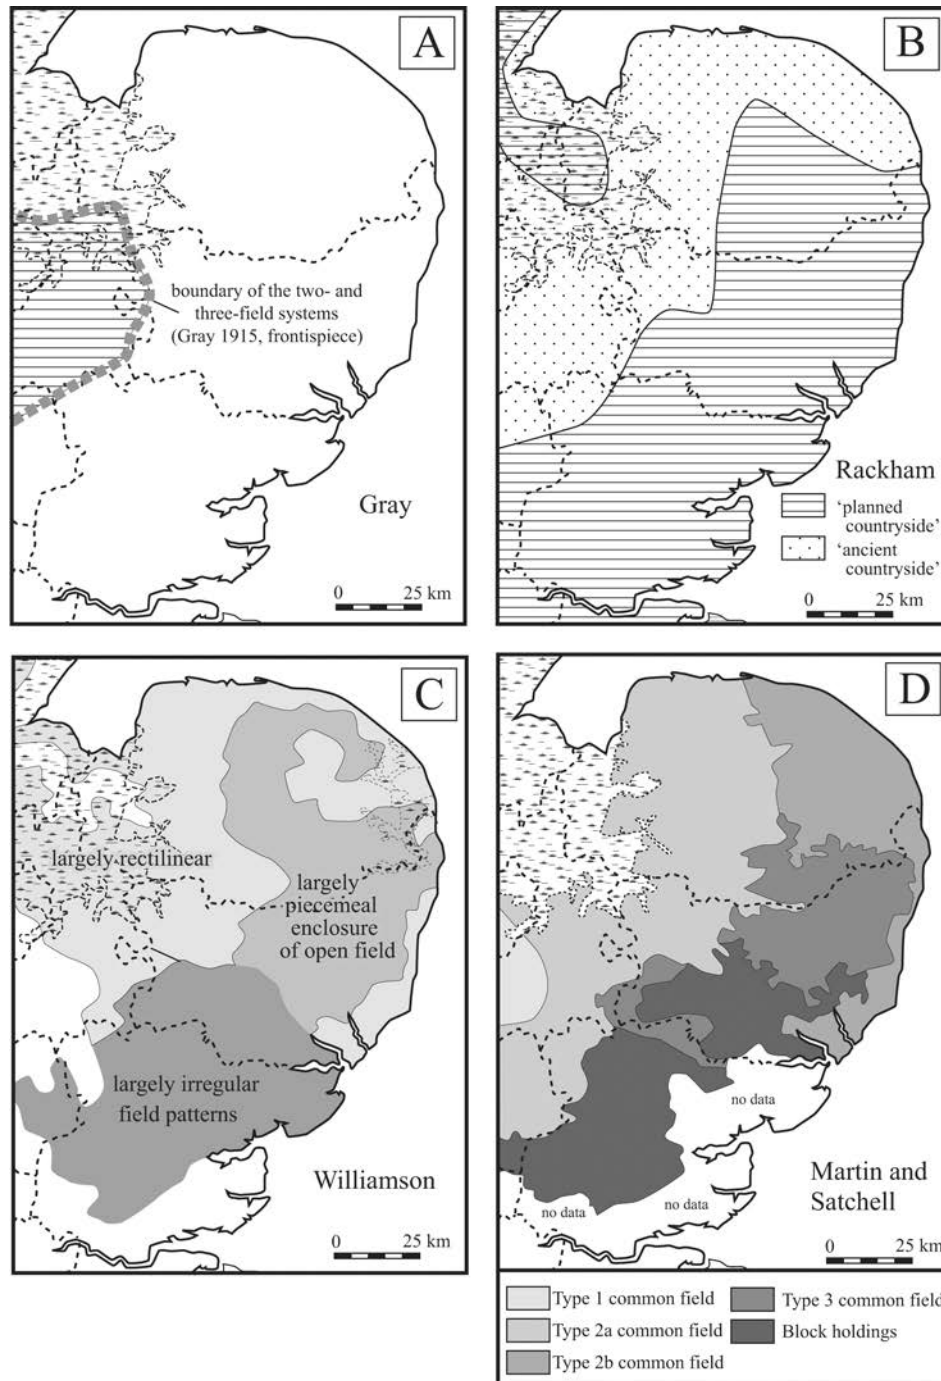 A
boundary of the two- and
three-field systems
(Gray 1915, frontispiece)
Gray
0 25 km
B
Rackham
'planned
countryside'
'ancient
countryside'
0 25 km
C
largely rectilinear
largely
piecemeal
enclosure
of open field
largely irregular
field patterns
Williamson
0 25 km
D
no data
no data
no data
Martin and
Satchell
0 25 km
Type 1 common field
Type 2a common field
Type 2b common field
Type 3 common field
Block holdings